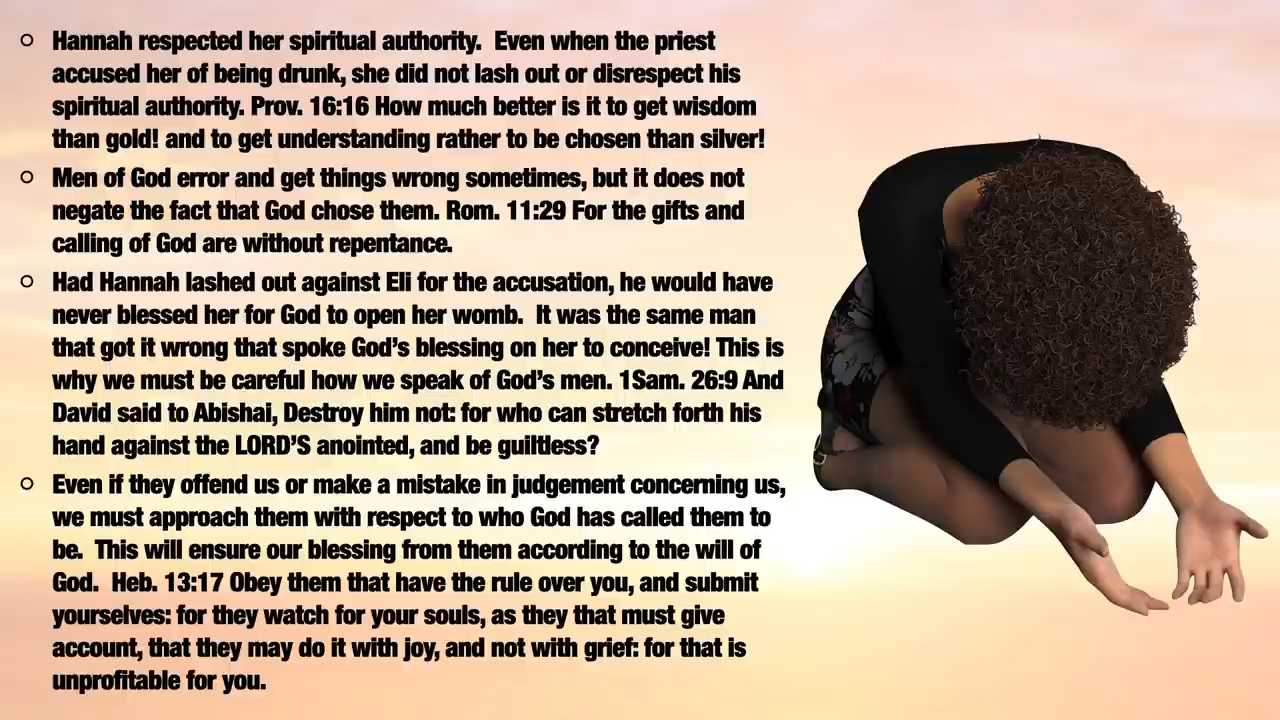 Hannah respected her spiritual authority.  Even when the priest
accused her of being drunk, she did not lash out or disrespect his
spiritual authority. Prov. 16:16 How much better is it to get wisdom
than gold! and to get understanding rather to be chosen than silver!
Men of God error and get things wrong sometimes, but it does not
negate the fact that God chose them. Rom. 11:29 For the gifts and
calling of God are without repentance.
Had Hannah lashed out against Eli for the accusation, he would have
never blessed her for God to open her womb.  It was the same man
that got it wrong that spoke God’s blessing on her to conceive! This is
why we must be careful how we speak of God’s men. 1Sam. 26:9 And
David said to Abishai, Destroy him not: for who can stretch forth his
hand against the LORD’S anointed, and be guiltless?
Even if they offend us or make a mistake in judgement concerning us,
we must approach them with respect to who God has called them to
be.  This will ensure our blessing from them according to the will of
God.  Heb. 13:17 Obey them that have the rule over you, and submit
yourselves: for they watch for your souls, as they that must give
account, that they may do it with joy, and not with grief: for that is
unprofitable for you.